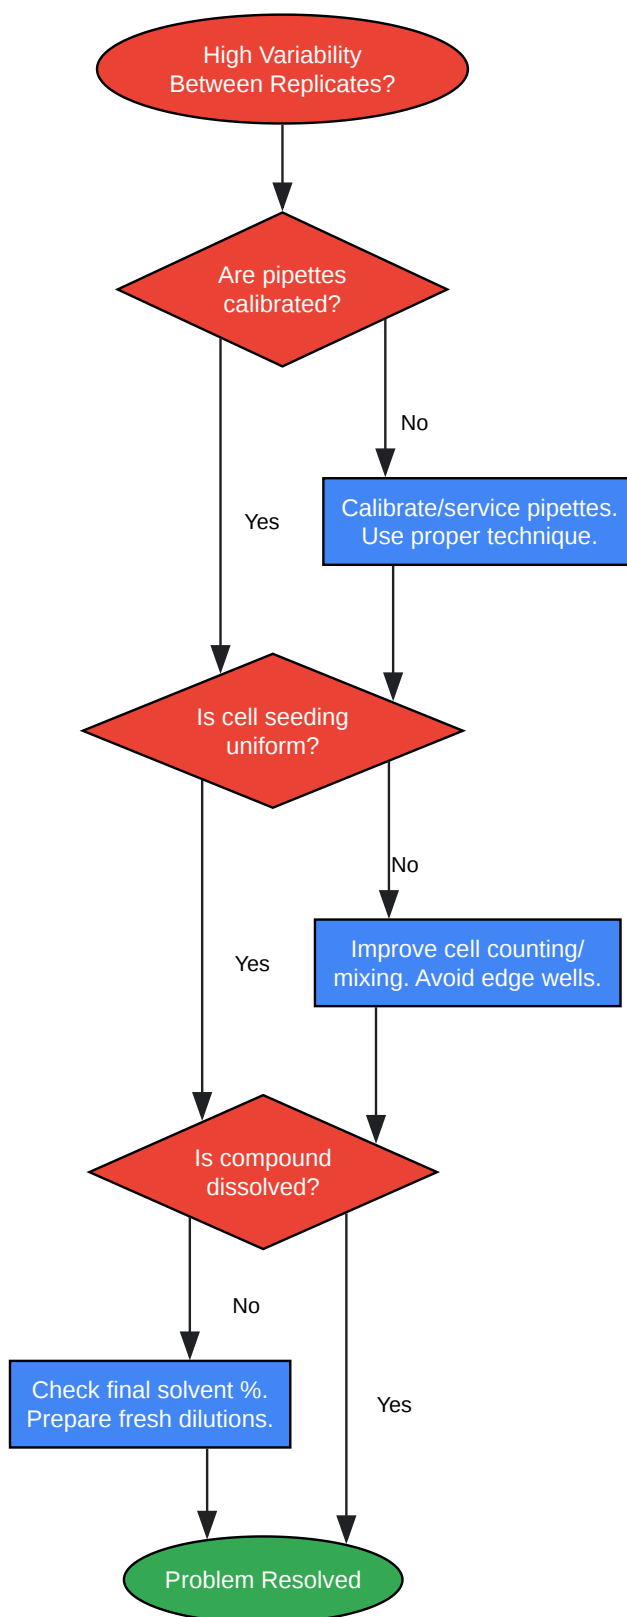 High Variability
Between Replicates?
Are pipettes
calibrated?
No
Calibrate/service pipettes.
Use proper technique.
Yes
Is cell seeding
uniform?
No
Improve cell counting/
mixing. Avoid edge wells.
Yes
Is compound
dissolved?
No
Check final solvent %.
Prepare fresh dilutions.
Yes
Problem Resolved